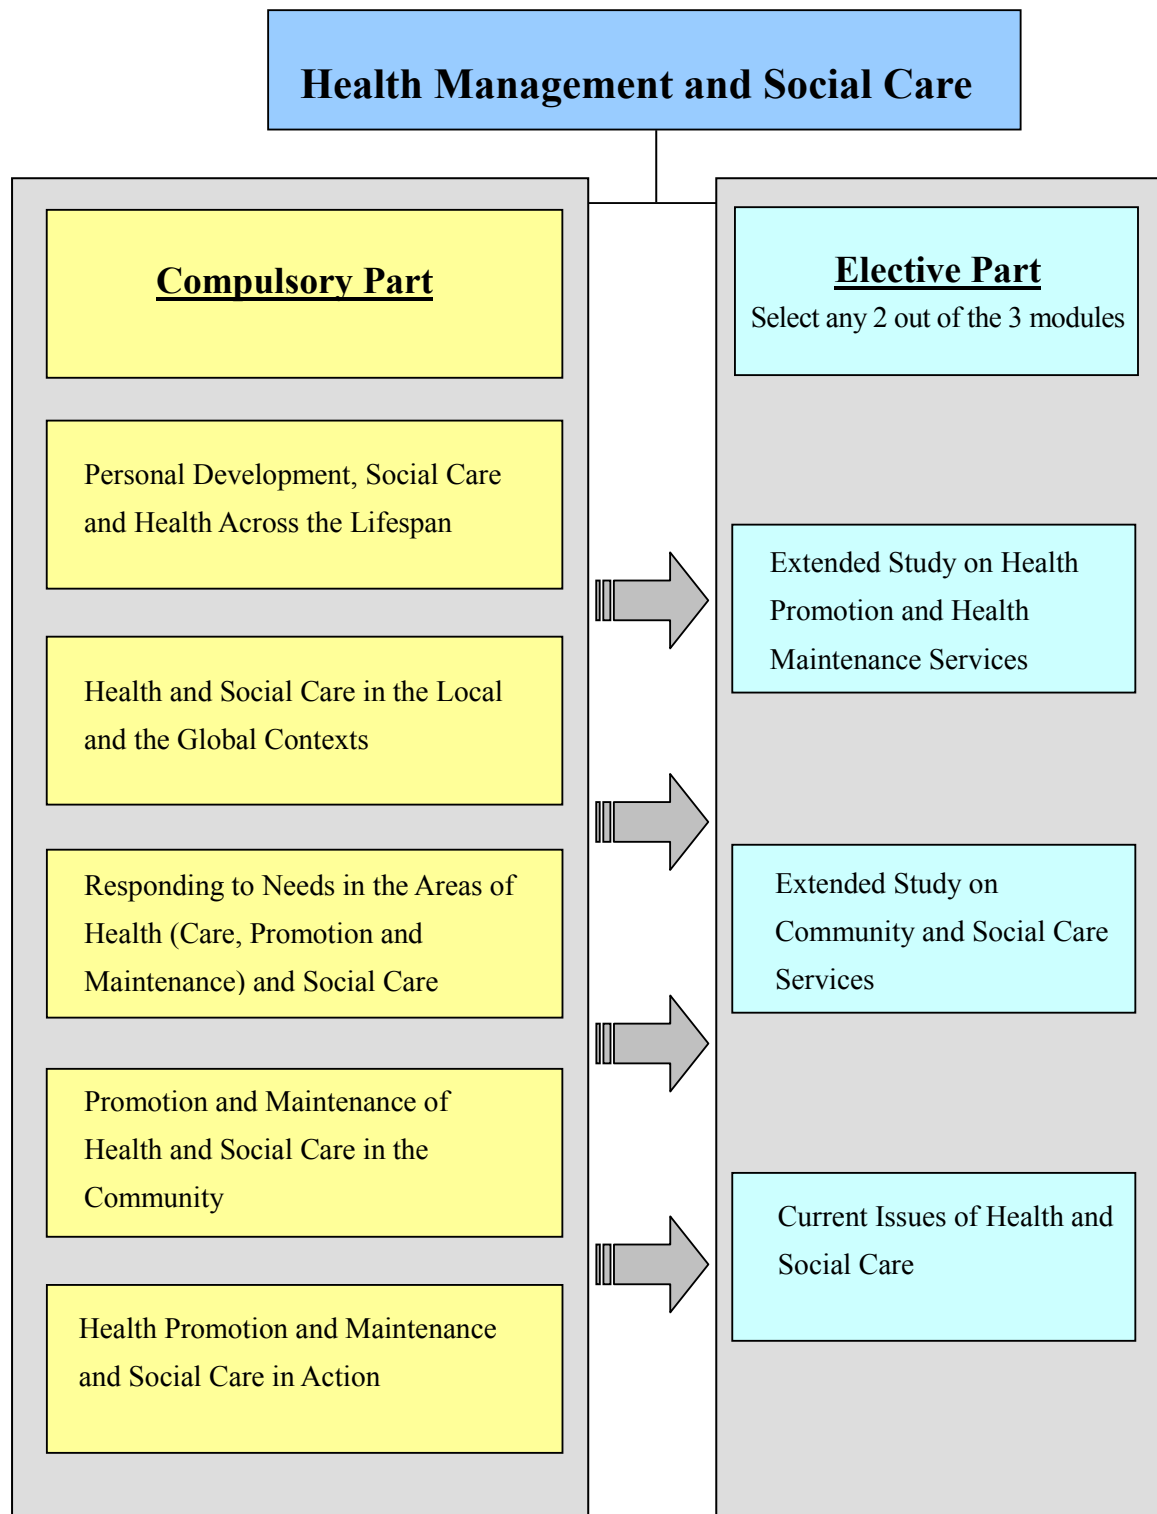 Health Management and Social Care
Compulsory Part
Personal Development, Social Care
and Health Across the Lifespan
Health and Social Care in the Local
and the Global Contexts
Responding to Needs in the Areas of
Health (Care, Promotion and
Maintenance) and Social Care
Promotion and Maintenance of
Health and Social Care in the
Community
Health Promotion and Maintenance
and Social Care in Action
Elective Part
Select any 2 out of the 3 modules
Extended Study on Health
Promotion and Health
Maintenance Services
Extended Study on
Community and Social Care
Services
Current Issues of Health and
Social Care